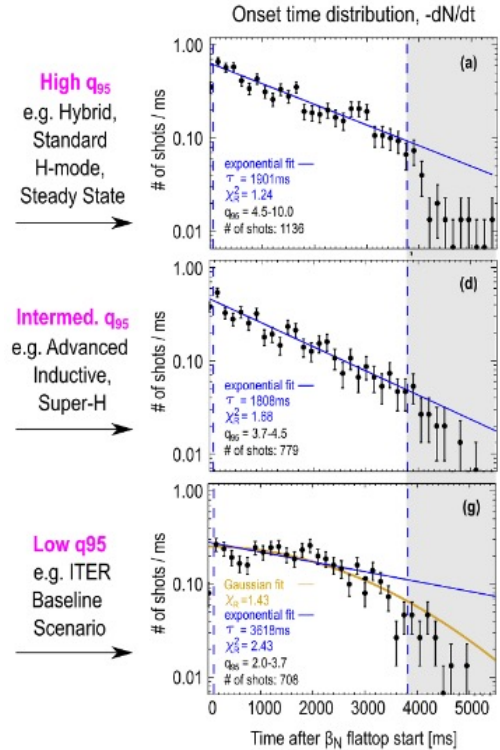 Onset time distribution, -dN/dt
High q95
e.g. Hybrid,
Standard
H-mode,
Steady State
# of shots / ms
1.00
0.10
0.01
(a)
exponential fit
τ = 1901ms
χ²R = 1.24
q95 = 4.5-10.0
# of shots: 1136
Intermed. q95
e.g. Advanced
Inductive,
Super-H
# of shots / ms
1.00
0.10
0.01
(d)
exponential fit
τ = 1808ms
χ²R = 1.68
q95 = 3.7-4.5
# of shots: 779
Low q95
e.g. ITER
Baseline
Scenario
# of shots / ms
1.00
0.10
0.01
(g)
Gaussian fit
χR = 1.43
exponential fit
τ = 3618ms
χ²R = 2.43
q95 = 2.0-3.7
# of shots: 708
0 1000 2000 3000 4000 5000
Time after βN flattop start [ms]